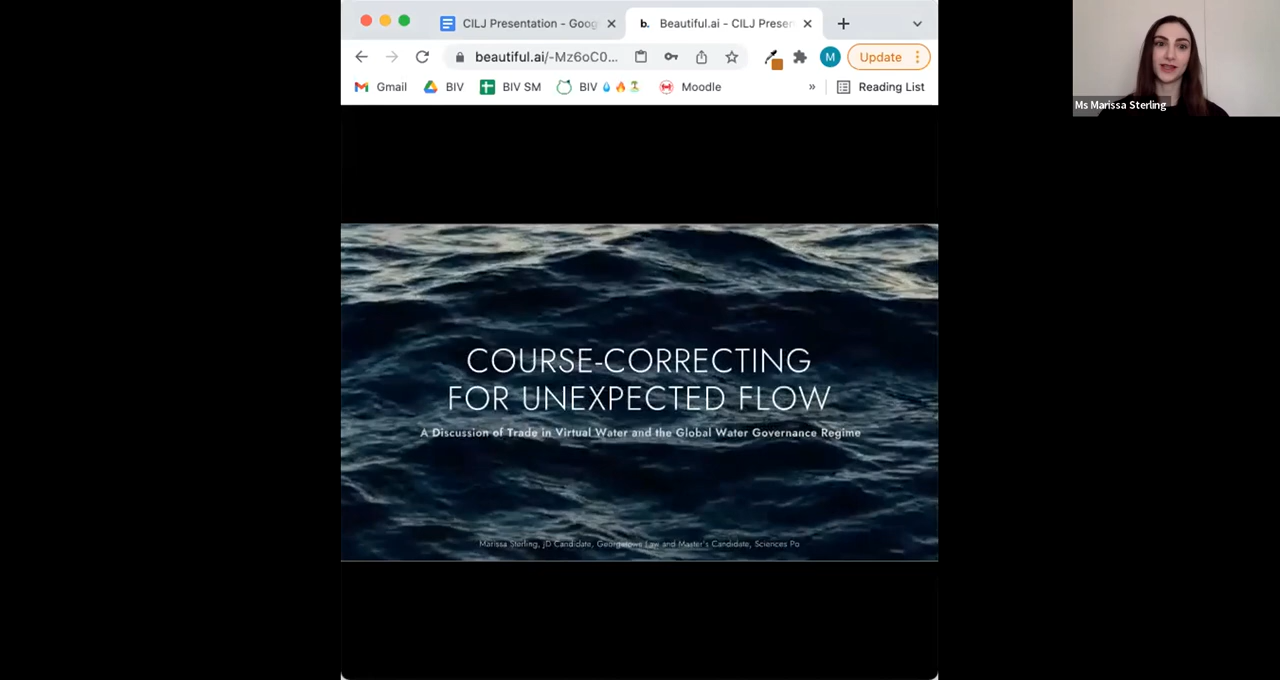 CILJ Presentation - Goog
b. Beautiful.ai - CILJ Presen
beautiful.ai/-Mz6oC0...
M
Update
Gmail
BIV
BIV SM
BIV 💧🔥🏝️
Moodle
»
Reading List
Ms Marissa Sterling
COURSE-CORRECTING
FOR UNEXPECTED FLOW
A Discussion of Trade in Virtual Water and the Global Water Governance Regime
Marissa Sterling, JD Candidate, Georgetown Law and Master's Candidate, Sciences Po